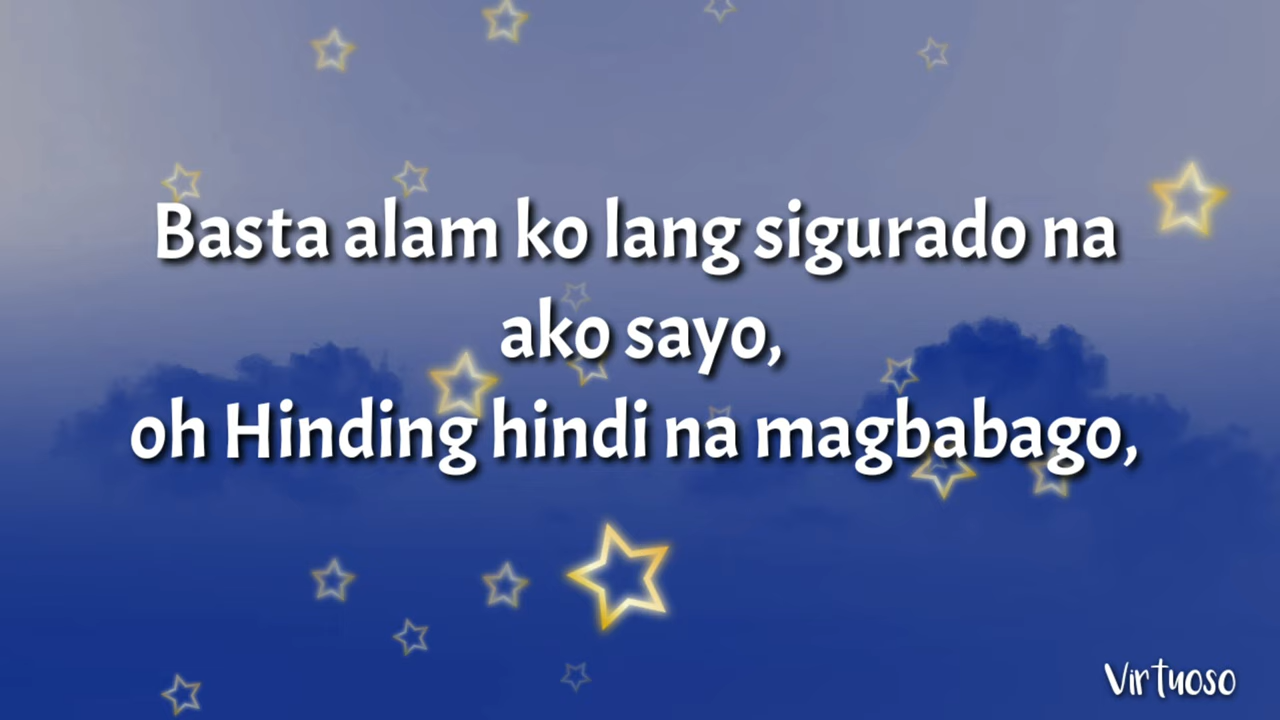 Basta alam ko lang sigurado na
ako sayo,
oh Hinding hindi na magbabago,
Virtuoso